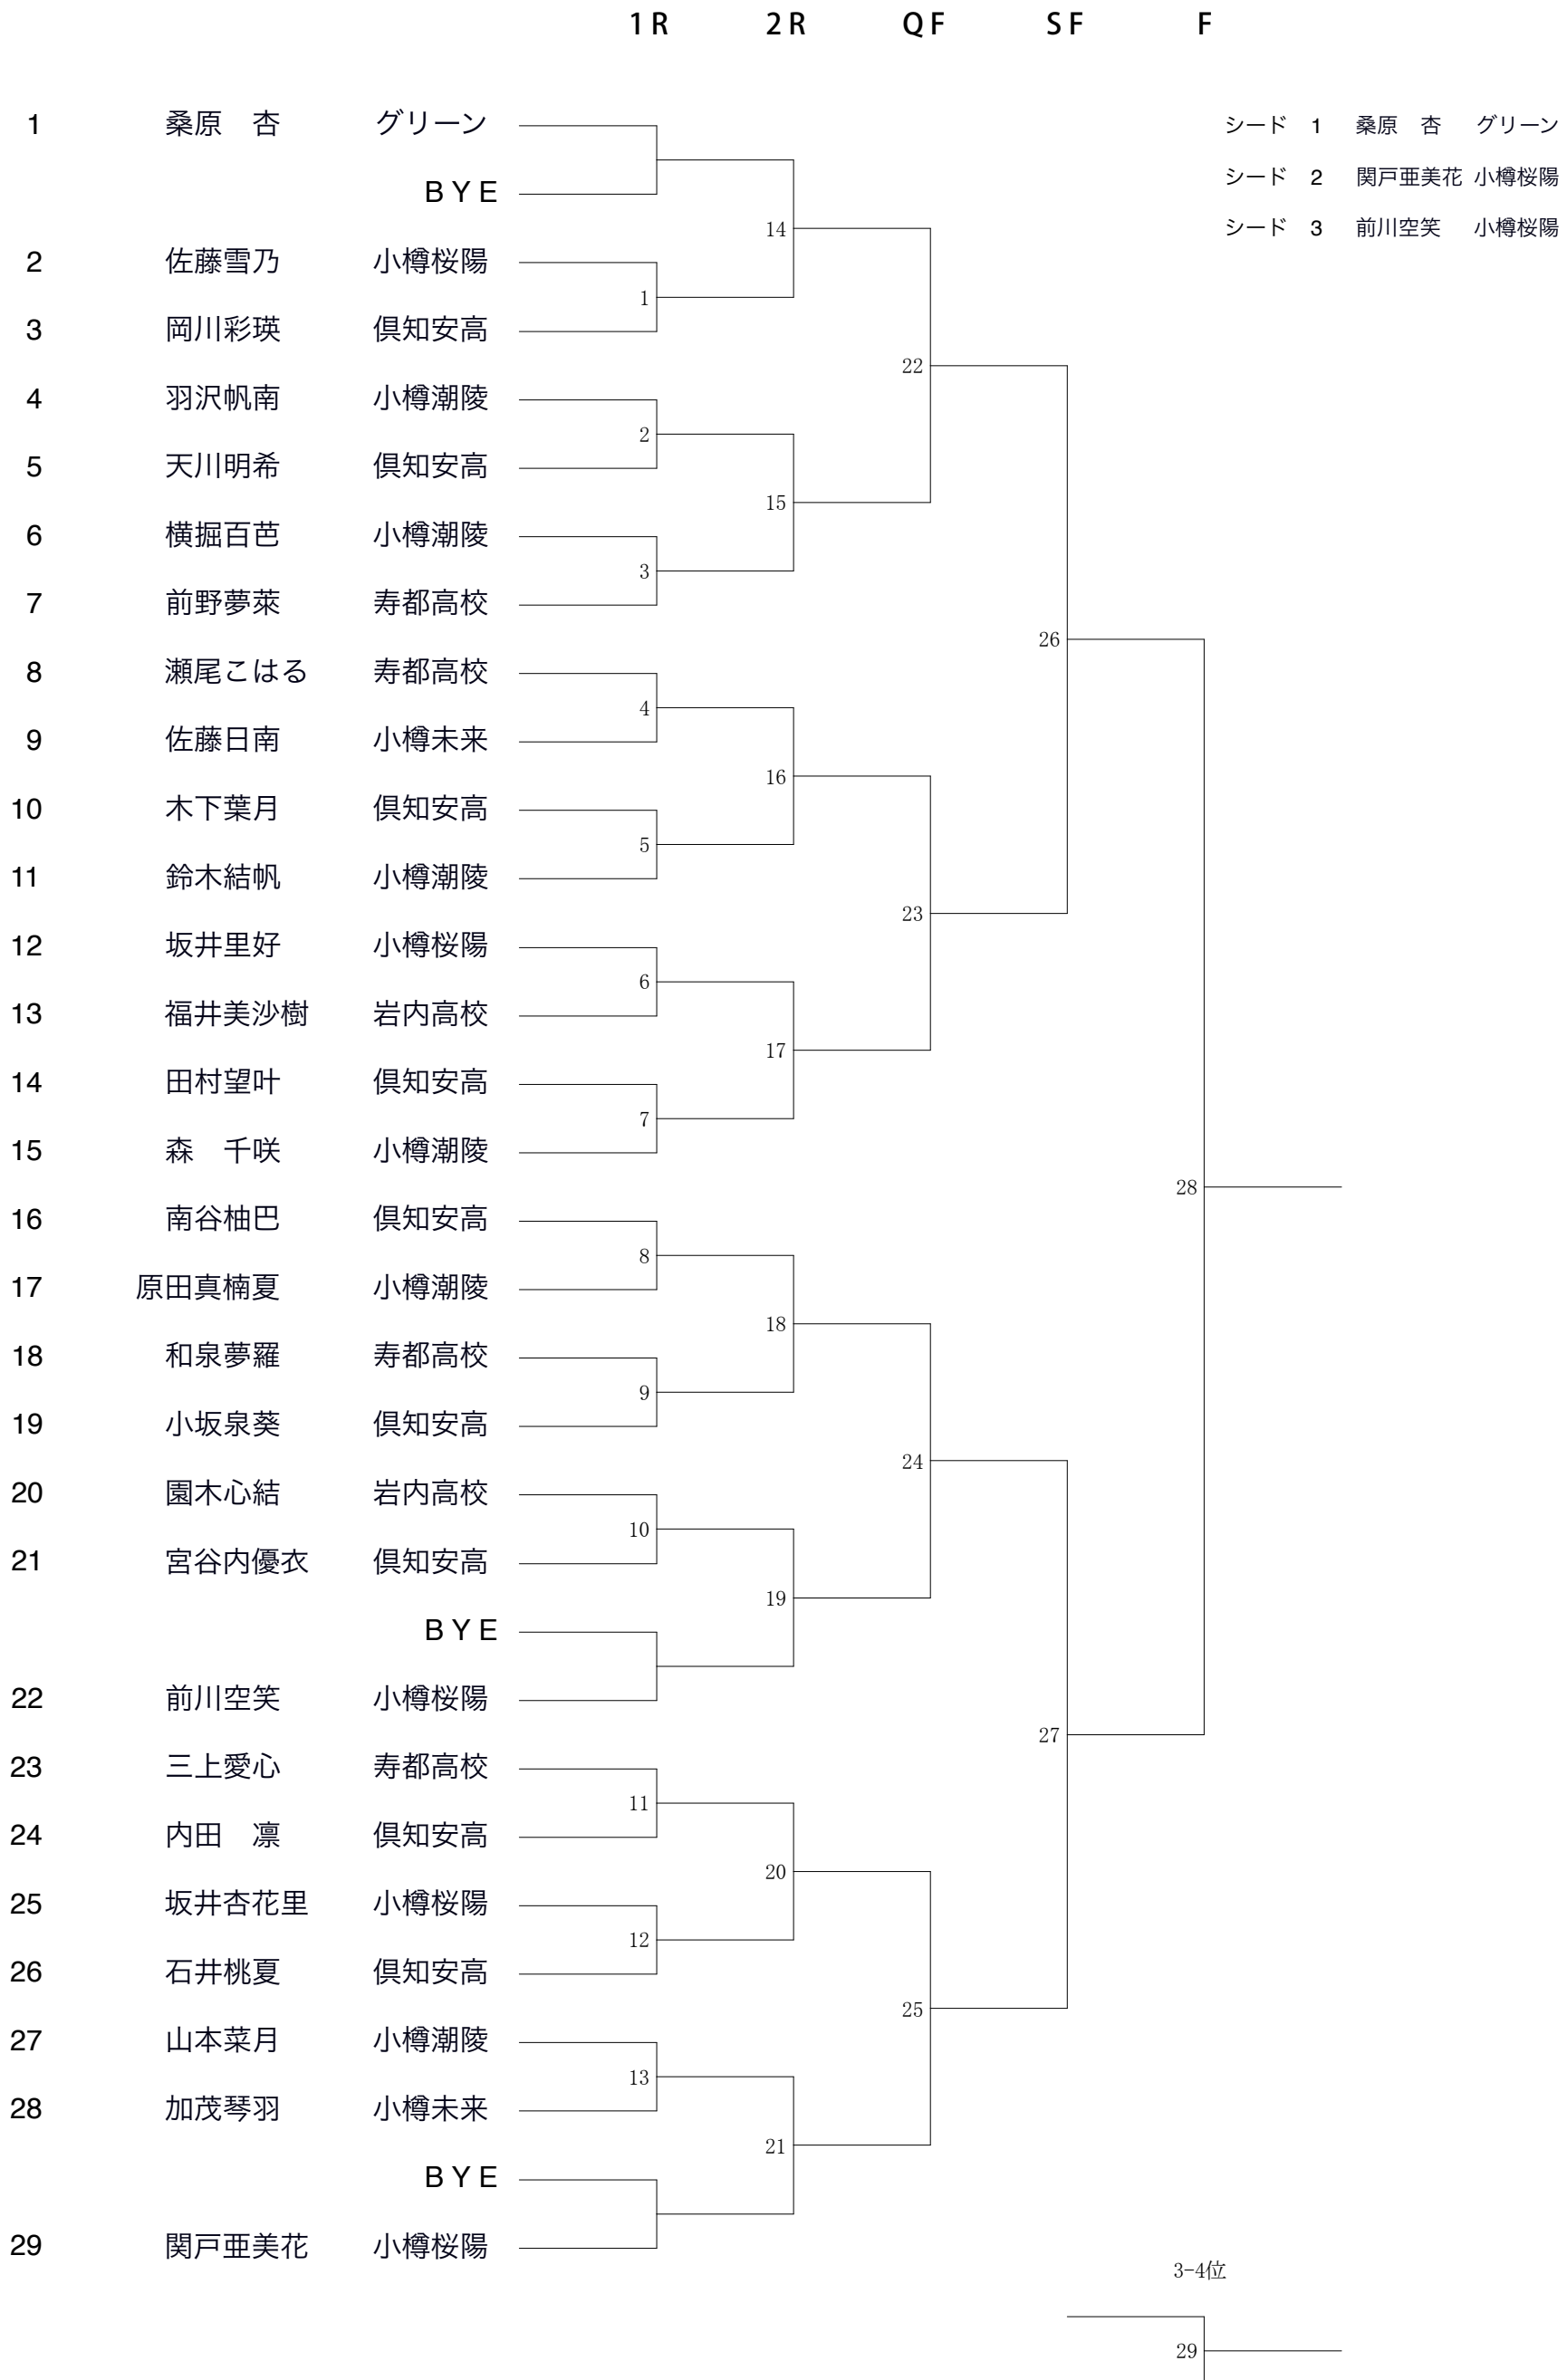 1R 2R QF SF F
1 桑原　杏 グリーン シード 1 桑原　杏 グリーン
シード 2 関戸亜美花 小樽桜陽
BYE
14 シード 3 前川空笑 小樽桜陽
2 佐藤雪乃 小樽桜陽
1
3 岡川彩瑛 倶知安高
22
4 羽沢帆南 小樽潮陵
2
5 天川明希 倶知安高
15
6 横掘百芭 小樽潮陵
3
7 前野夢萊 寿都高校
26
8 瀬尾こはる 寿都高校
4
9 佐藤日南 小樽未来
16
10 木下葉月 倶知安高
5
11 鈴木結帆 小樽潮陵
23
12 坂井里好 小樽桜陽
6
13 福井美沙樹 岩内高校
17
14 田村望叶 倶知安高
7
15 森　千咲 小樽潮陵
28
16 南谷柚巴 倶知安高
8
17 原田真楠夏 小樽潮陵
18
18 和泉夢羅 寿都高校
9
19 小坂泉葵 倶知安高
24
20 園木心結 岩内高校
10
21 宮谷内優衣 倶知安高
19
BYE
22 前川空笑 小樽桜陽
27
23 三上愛心 寿都高校
11
24 内田　凛 倶知安高
20
25 坂井杏花里 小樽桜陽
12
26 石井桃夏 倶知安高
25
27 山本菜月 小樽潮陵
13
28 加茂琴羽 小樽未来
21
BYE
29 関戸亜美花 小樽桜陽
3-4位
29